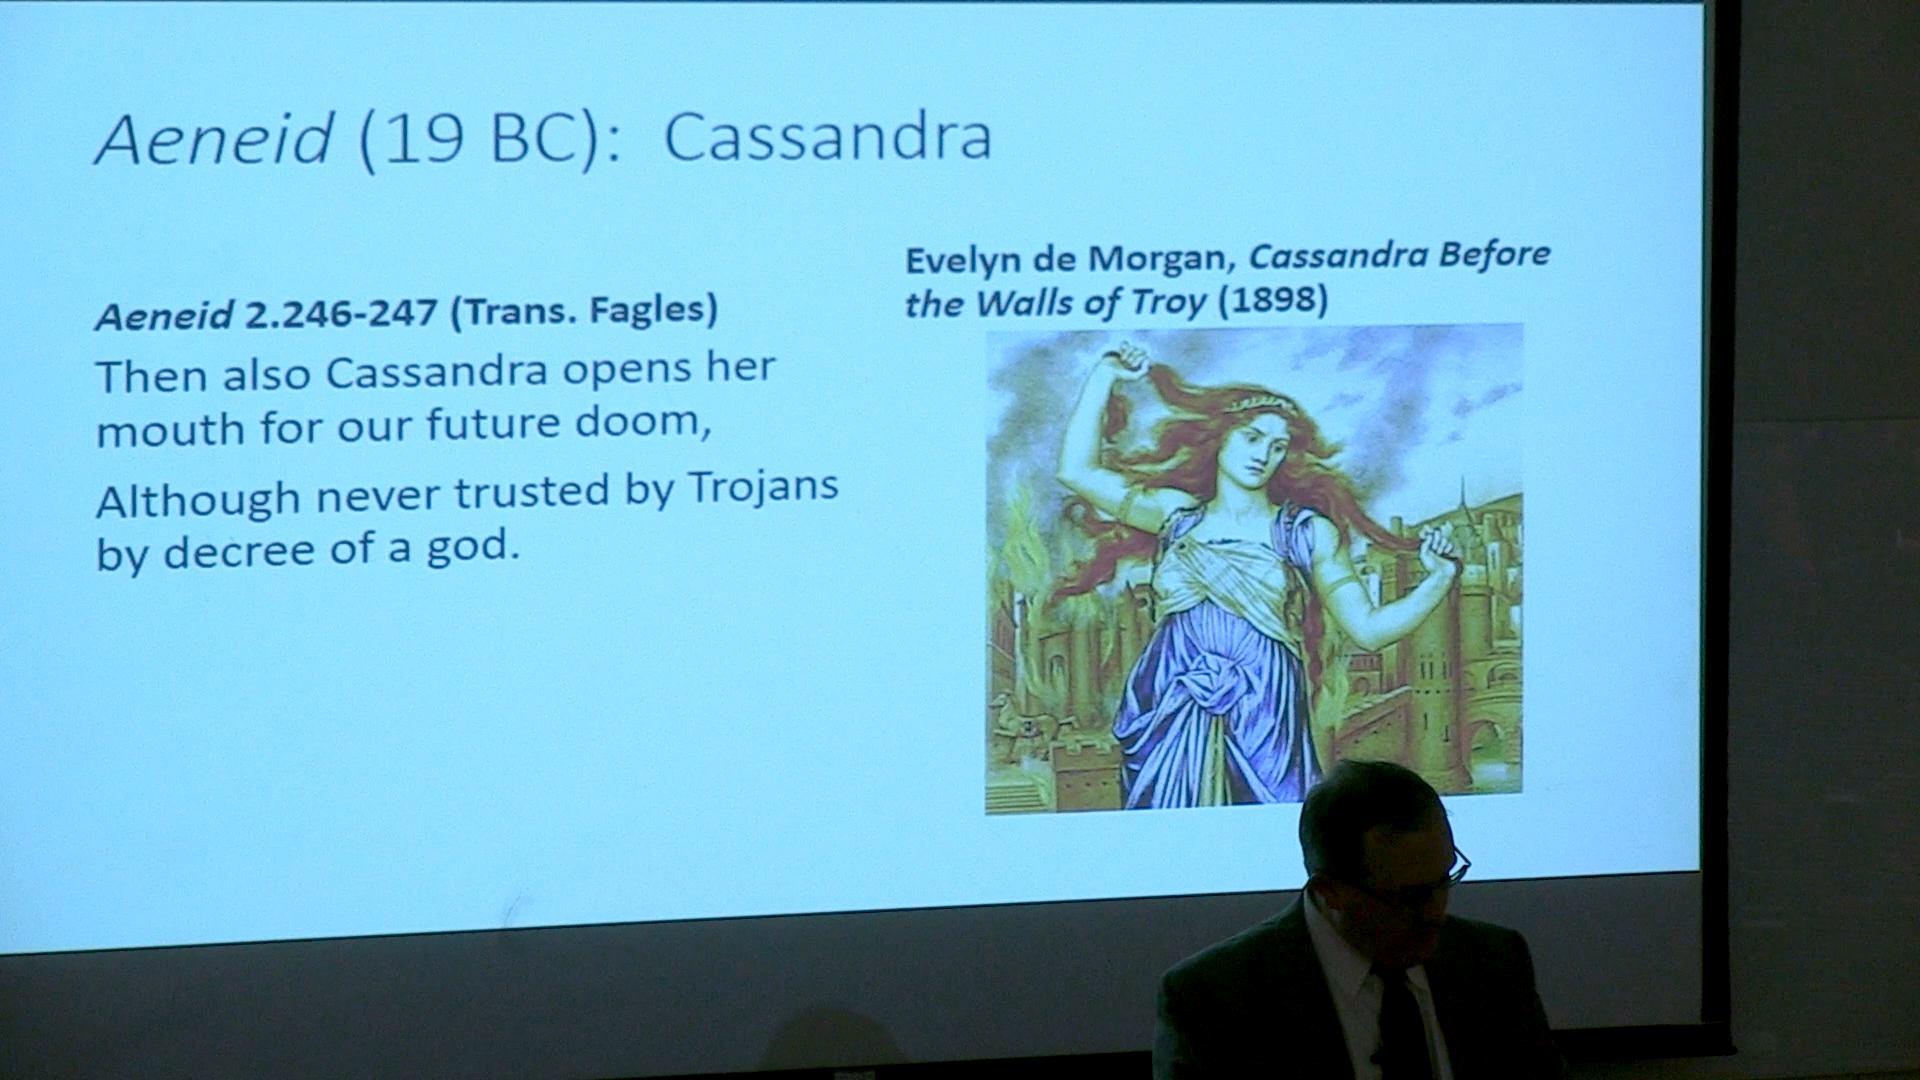 Aeneid (19 BC): Cassandra
Aeneid 2.246-247 (Trans. Fagles)
Then also Cassandra opens her
mouth for our future doom,
Although never trusted by Trojans
by decree of a god.
Evelyn de Morgan, Cassandra Before
the Walls of Troy (1898)